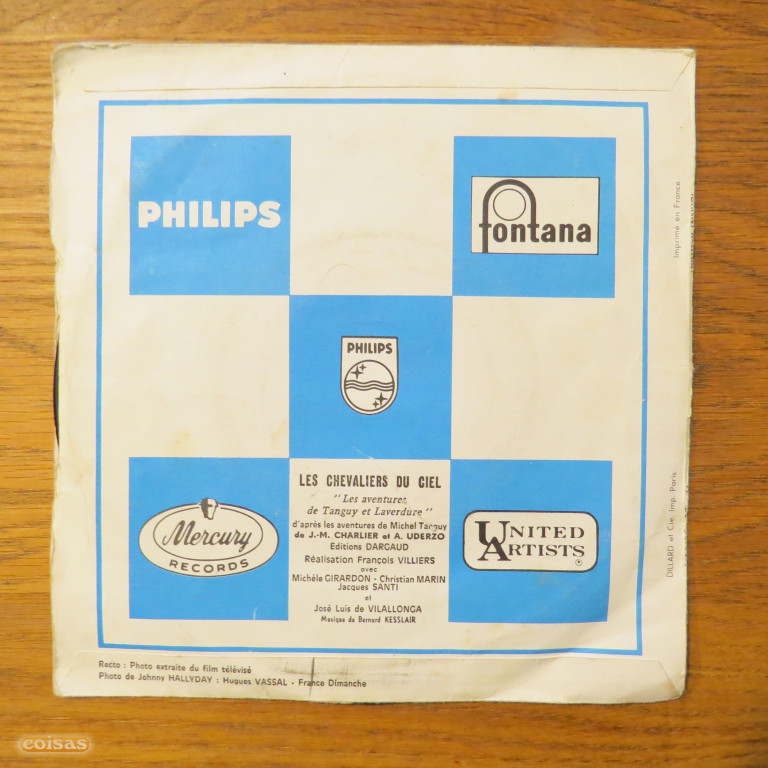 PHILIPS
fontana
Imprimé en France
PHILIPS
LES CHEVALIERS DU CIEL
"Les aventures
de Tanguy et Laverdure"
d'après les aventures de Michel Tanguy
de J.-M. CHARLIER et A. UDERZO
Editions DARGAUD
Réalisation François VILLIERS
avec
Michèle GIRARDON - Christian MARIN
Jacques SANTI
et
José Luis de VILALLONGA
Musique de Bernard KESSLAIR
Mercury
RECORDS
UNITED
ARTISTS
®
DILLARD et Cie. Imp. Paris
Recto : Photo extraite du film télévisé
Photo de Johnny HALLYDAY : Hugues VASSAL - France Dimanche
coisas